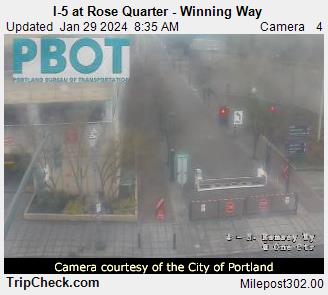 I-5 at Rose Quarter - Winning Way
Updated Jan 29 2024 8:35 AM Camera 4
PBOT
PORTLAND BUREAU OF TRANSPORTATION
Camera courtesy of the City of Portland
TripCheck.com Milepost302.00